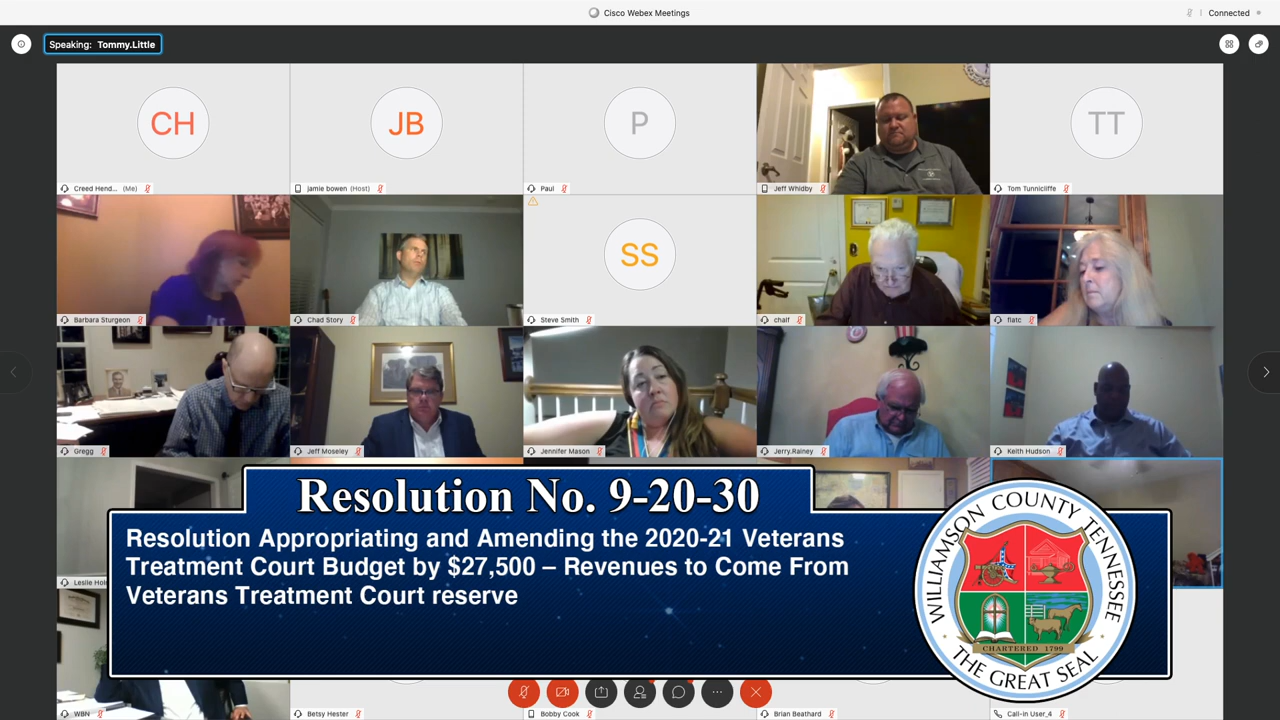 Cisco Webex Meetings
Connected
Speaking: Tommy.Little
CH
JB
P
TT
Creed Hend... (Me)
jamie bowen (Host)
Paul
Jeff Whidby
Tom Tunnicliffe
SS
Barbara Sturgeon
Chad Story
Steve Smith
chalf
flatc
Gregg
Jeff Moseley
Jennifer Mason
Jerry.Rainey
Keith Hudson
Resolution No. 9-20-30
Resolution Appropriating and Amending the 2020-21 Veterans
Treatment Court Budget by $27,500 – Revenues to Come From
Veterans Treatment Court reserve
WILLIAMSON COUNTY TENNESSEE
CHARTERED 1799
THE GREAT SEAL
Leslie
WBN
Betsy Hester
Bobby Cook
Brian Beathard
Call-in User_4